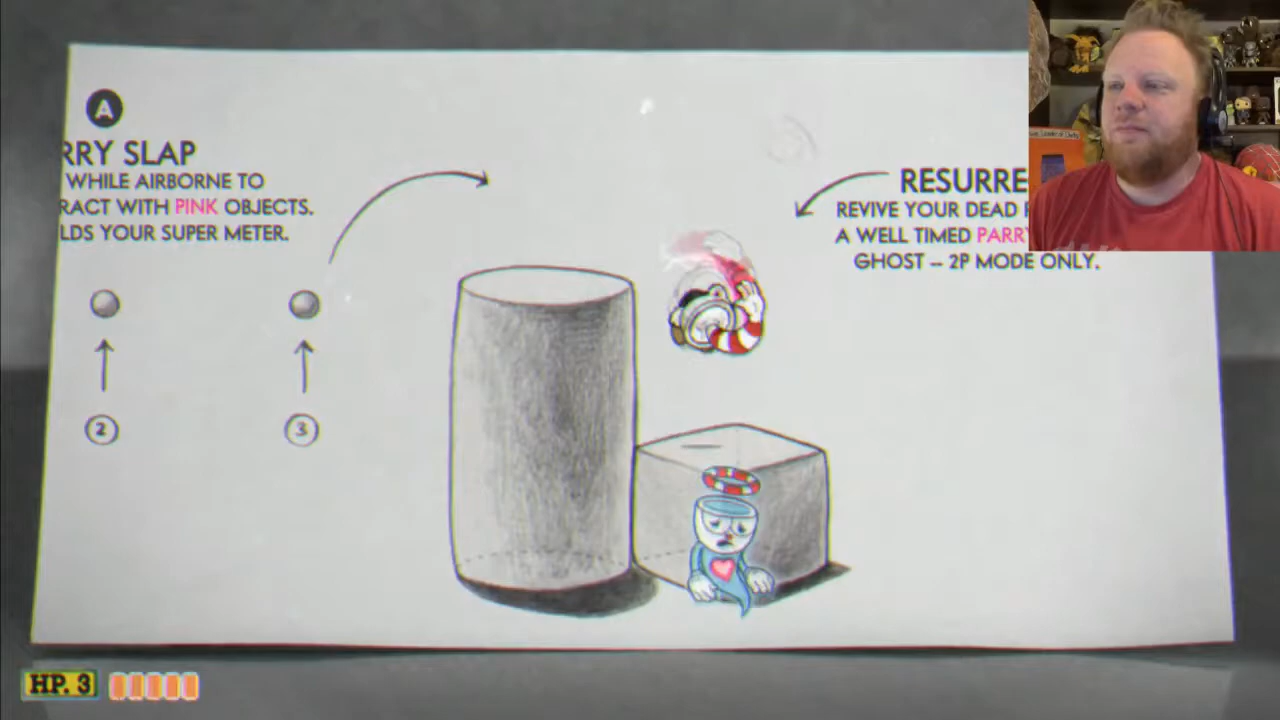 A
RRY SLAP
WHILE AIRBORNE TO
RACT WITH PINK OBJECTS.
LDS YOUR SUPER METER.
2
3
RESURRE
REVIVE YOUR DEAD
A WELL TIMED PARRY
GHOST – 2P MODE ONLY.
HP. 3